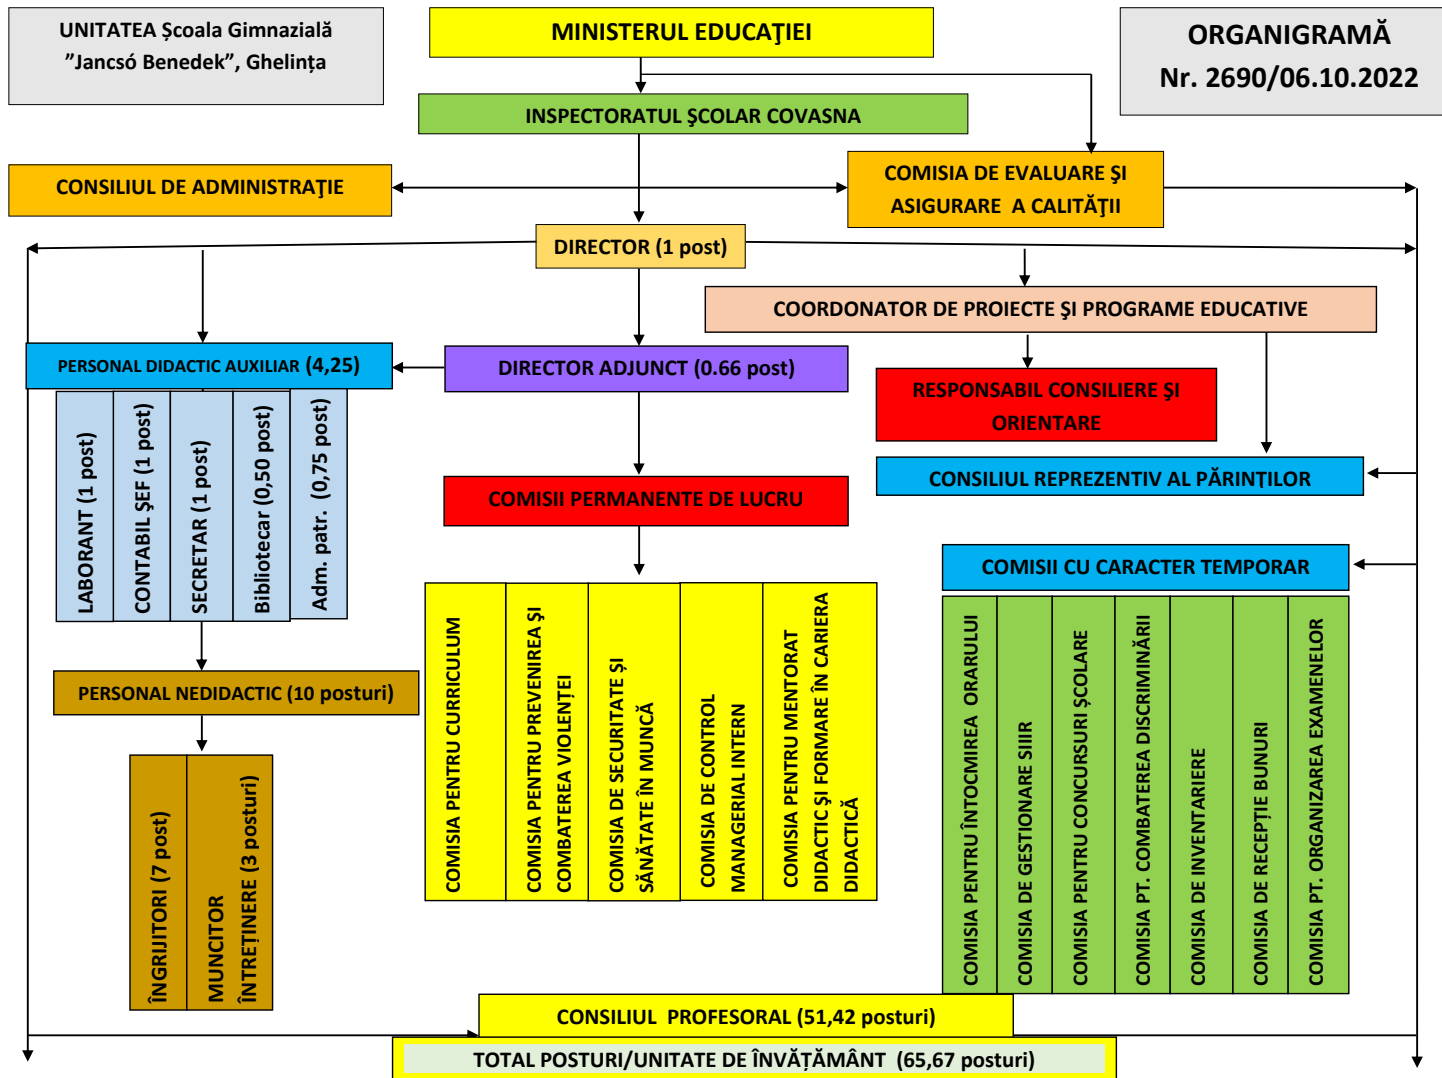 UNITATEA Școala Gimnazială
”Jancsó Benedek”, Ghelința
MINISTERUL EDUCAŢIEI
ORGANIGRAMĂ
Nr. 2690/06.10.2022
INSPECTORATUL ŞCOLAR COVASNA
CONSILIUL DE ADMINISTRAŢIE
COMISIA DE EVALUARE ŞI
ASIGURARE A CALITĂŢII
DIRECTOR (1 post)
COORDONATOR DE PROIECTE ŞI PROGRAME EDUCATIVE
PERSONAL DIDACTIC AUXILIAR (4,25)
DIRECTOR ADJUNCT (0.66 post)
RESPONSABIL CONSILIERE ŞI
ORIENTARE
LABORANT (1 post)
CONTABIL ŞEF (1 post)
SECRETAR (1 post)
Bibliotecar (0,50 post)
Adm. patr. (0,75 post)
CONSILIUL REPREZENTIV AL PĂRINŢILOR
COMISII PERMANENTE DE LUCRU
COMISII CU CARACTER TEMPORAR
COMISIA PENTRU CURRICULUM
COMISIA PENTRU PREVENIREA ŞI
COMBATEREA VIOLENȚEI
COMISIA DE SECURITATE ŞI
SĂNĂTATE ÎN MUNCĂ
COMISIA DE CONTROL
MANAGERIAL INTERN
COMISIA PENTRU MENTORAT
DIDACTIC ŞI FORMARE ÎN CARIERA
DIDACTICĂ
COMISIA PENTRU ÎNTOCMIREA ORARULUI
COMISIA DE GESTIONARE SIIIR
COMISIA PENTRU CONCURSURI ŞCOLARE
COMISIA PT. COMBATEREA DISCRIMINĂRII
COMISIA DE INVENTARIERE
COMISIA DE RECEPȚIE BUNURI
COMISIA PT. ORGANIZAREA EXAMENELOR
PERSONAL NEDIDACTIC (10 posturi)
ÎNGRIJITORI (7 post)
MUNCITOR
ÎNTREȚINERE (3 posturi)
CONSILIUL PROFESORAL (51,42 posturi)
TOTAL POSTURI/UNITATE DE ÎNVĂȚĂMÂNT (65,67 posturi)